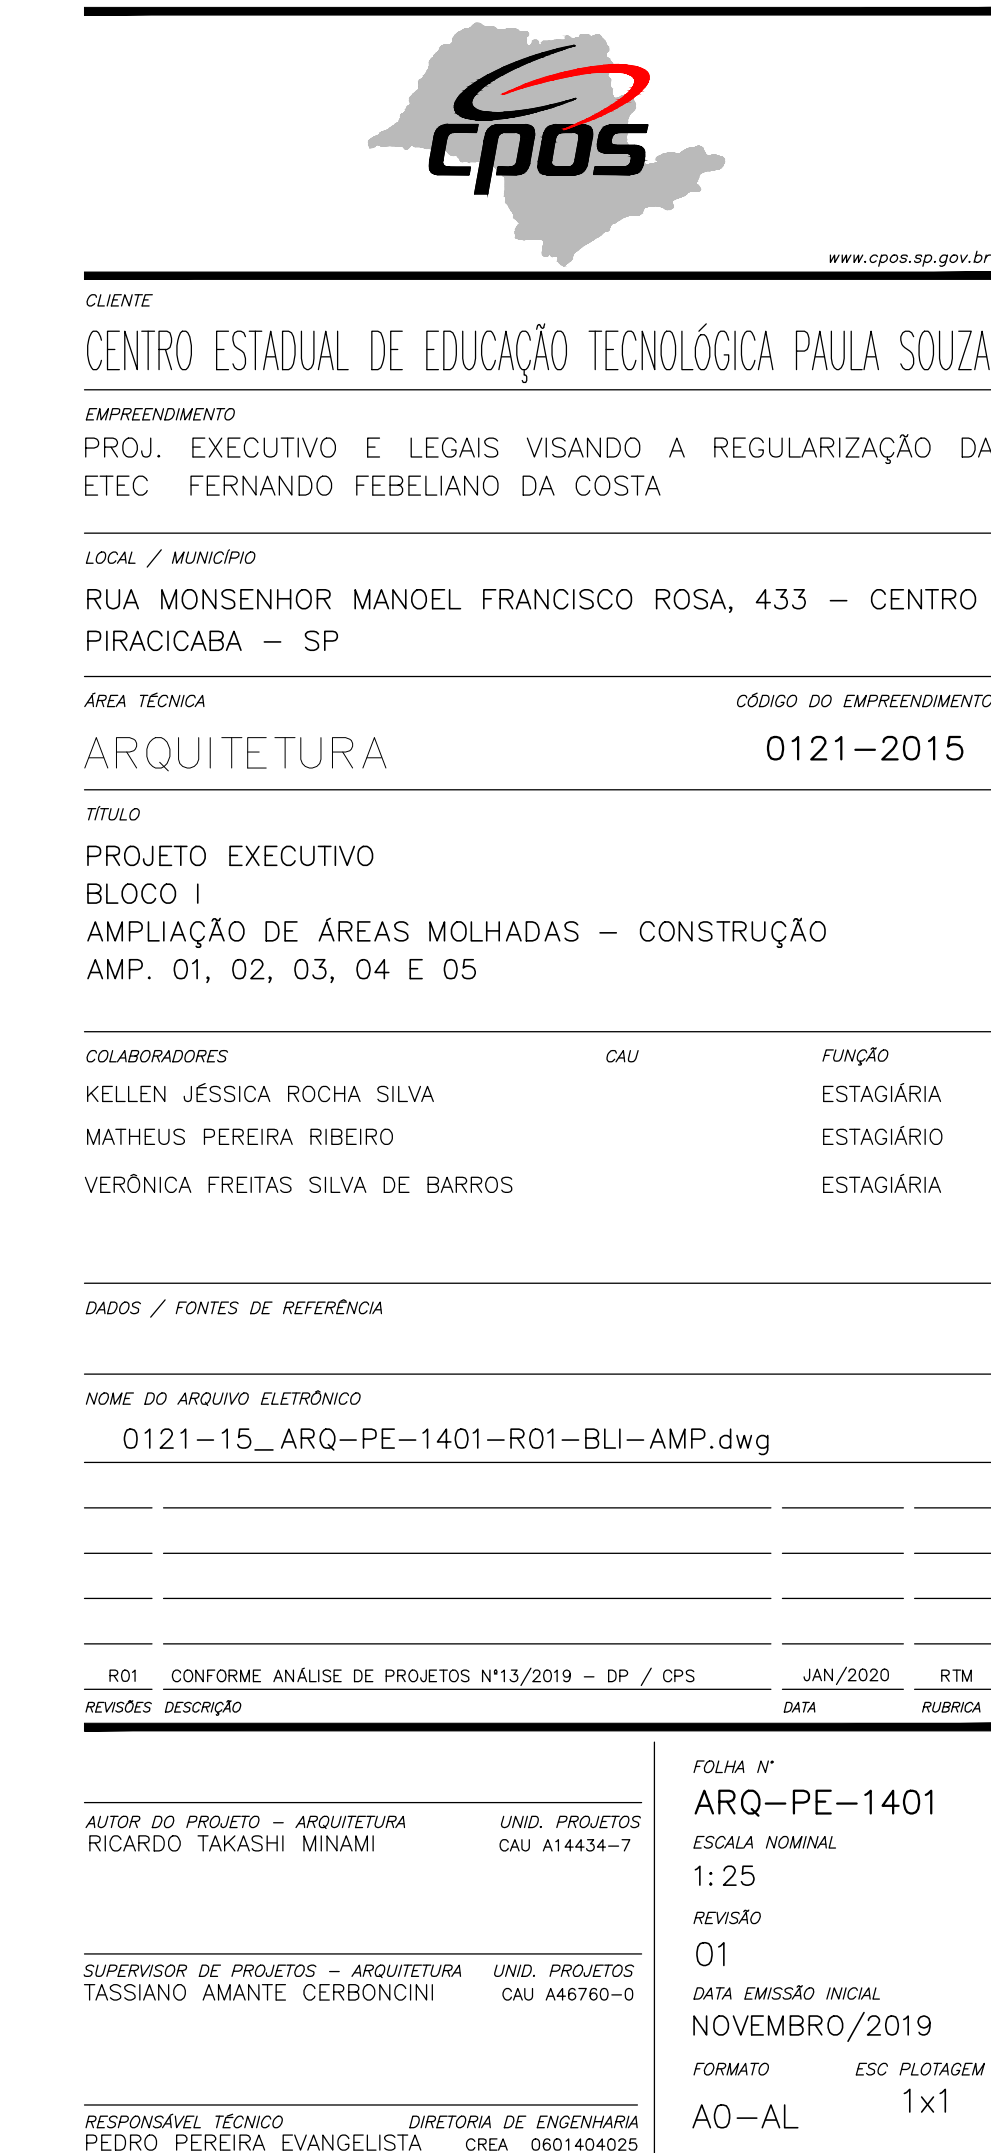 cpos
www.cpos.sp.gov.br
CLIENTE
CENTRO ESTADUAL DE EDUCAÇÃO TECNOLÓGICA PAULA SOUZA
EMPREENDIMENTO
PROJ. EXECUTIVO E LEGAIS VISANDO A REGULARIZAÇÃO DA
ETEC FERNANDO FEBELIANO DA COSTA
LOCAL / MUNICÍPIO
RUA MONSENHOR MANOEL FRANCISCO ROSA, 433 – CENTRO
PIRACICABA – SP
ÁREA TÉCNICA CÓDIGO DO EMPREENDIMENTO
ARQUITETURA 0121–2015
TÍTULO
PROJETO EXECUTIVO
BLOCO I
AMPLIAÇÃO DE ÁREAS MOLHADAS – CONSTRUÇÃO
AMP. 01, 02, 03, 04 E 05
COLABORADORES CAU FUNÇÃO
KELLEN JÉSSICA ROCHA SILVA ESTAGIÁRIA
MATHEUS PEREIRA RIBEIRO ESTAGIÁRIO
VERÔNICA FREITAS SILVA DE BARROS ESTAGIÁRIA
DADOS / FONTES DE REFERÊNCIA
NOME DO ARQUIVO ELETRÔNICO
0121–15_ARQ–PE–1401–R01–BLI–AMP.dwg
R01 CONFORME ANÁLISE DE PROJETOS Nº13/2019 – DP / CPS JAN/2020 RTM
REVISÕES DESCRIÇÃO DATA RUBRICA
FOLHA N°
ARQ–PE–1401
AUTOR DO PROJETO – ARQUITETURA UNID. PROJETOS
RICARDO TAKASHI MINAMI CAU A14434–7
ESCALA NOMINAL
1:25
REVISÃO
01
SUPERVISOR DE PROJETOS – ARQUITETURA UNID. PROJETOS
TASSIANO AMANTE CERBONCINI CAU A46760–0
DATA EMISSÃO INICIAL
NOVEMBRO/2019
FORMATO ESC PLOTAGEM
A0–AL 1x1
RESPONSÁVEL TÉCNICO DIRETORIA DE ENGENHARIA
PEDRO PEREIRA EVANGELISTA CREA 0601404025